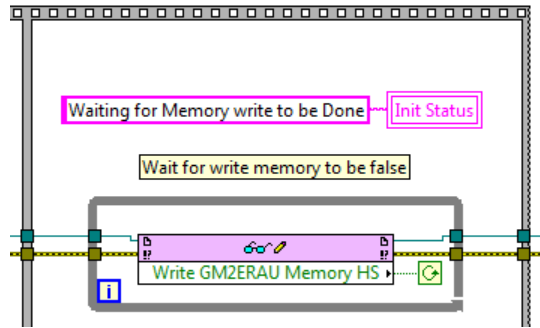 Waiting for Memory write to be Done
Init Status
Wait for write memory to be false
Write GM2ERAU Memory HS
i